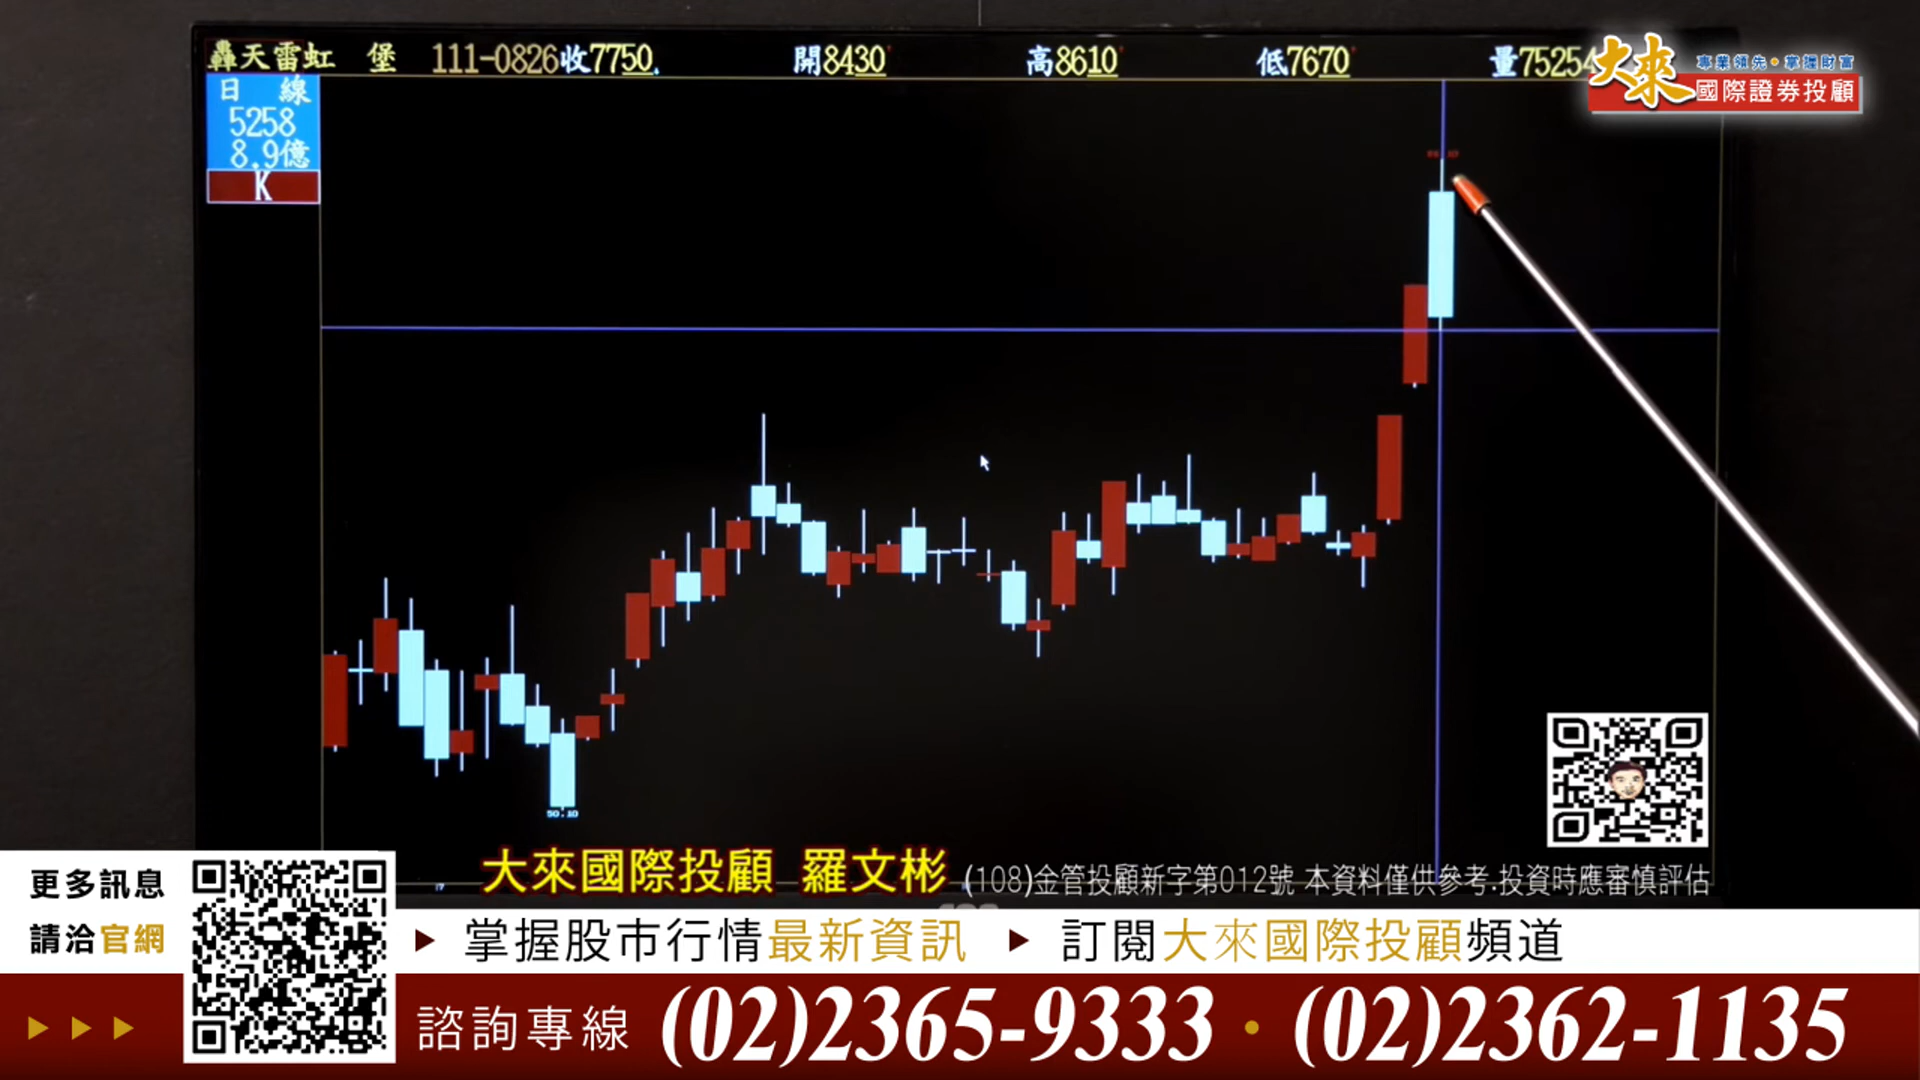 轟天雷虹 堡 111-0826收7750 開8430 高8610 低7670 量75254
大來
專業領先•掌握財富
國際證券投顧
日 線
5258
8.9億
K
50.10
大來國際投顧 羅文彬 (108)金管投顧新字第012號 本資料僅供參考.投資時應審慎評估
更多訊息
請洽官網
掌握股市行情最新資訊 訂閱大來國際投顧頻道
諮詢專線 (02)2365-9333•(02)2362-1135